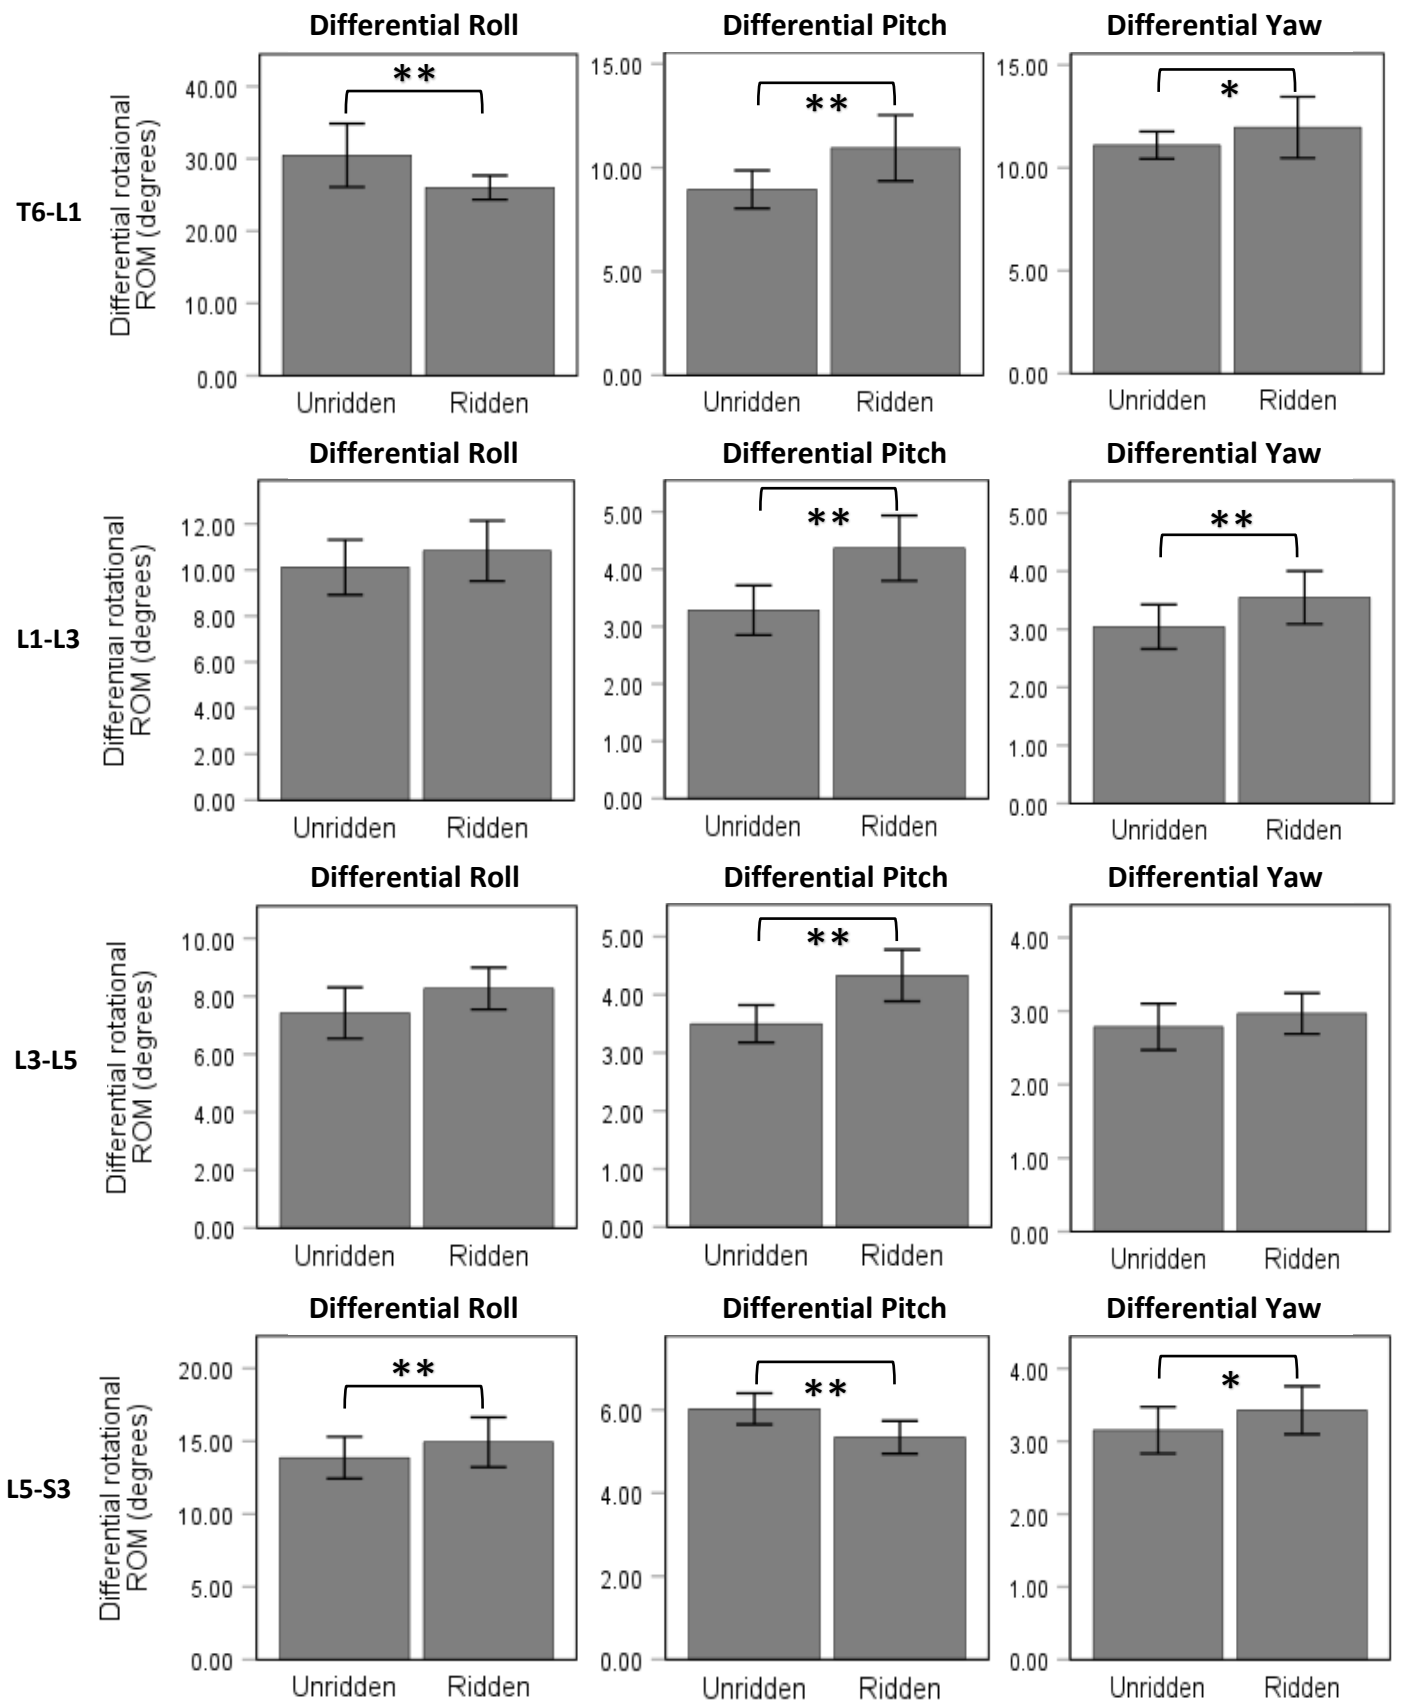 Differential Roll
Differential Pitch
Differential Yaw
T6-L1
Differential rotaional
ROM (degrees)
40.00
30.00
20.00
10.00
0.00
**
Unridden
Ridden
15.00
10.00
5.00
0.00
**
Unridden
Ridden
15.00
10.00
5.00
0.00
*
Unridden
Ridden
Differential Roll
Differential Pitch
Differential Yaw
L1-L3
Differential rotational
ROM (degrees)
12.00
10.00
8.00
6.00
4.00
2.00
0.00
Unridden
Ridden
5.00
4.00
3.00
2.00
1.00
0.00
**
Unridden
Ridden
5.00
4.00
3.00
2.00
1.00
0.00
**
Unridden
Ridden
Differential Roll
Differential Pitch
Differential Yaw
L3-L5
Differential rotational
ROM (degrees)
10.00
8.00
6.00
4.00
2.00
0.00
Unridden
Ridden
5.00
4.00
3.00
2.00
1.00
0.00
**
Unridden
Ridden
4.00
3.00
2.00
1.00
0.00
Unridden
Ridden
Differential Roll
Differential Pitch
Differential Yaw
L5-S3
Differential rotational
ROM (degrees)
20.00
15.00
10.00
5.00
0.00
**
Unridden
Ridden
6.00
4.00
2.00
0.00
**
Unridden
Ridden
4.00
3.00
2.00
1.00
0.00
*
Unridden
Ridden